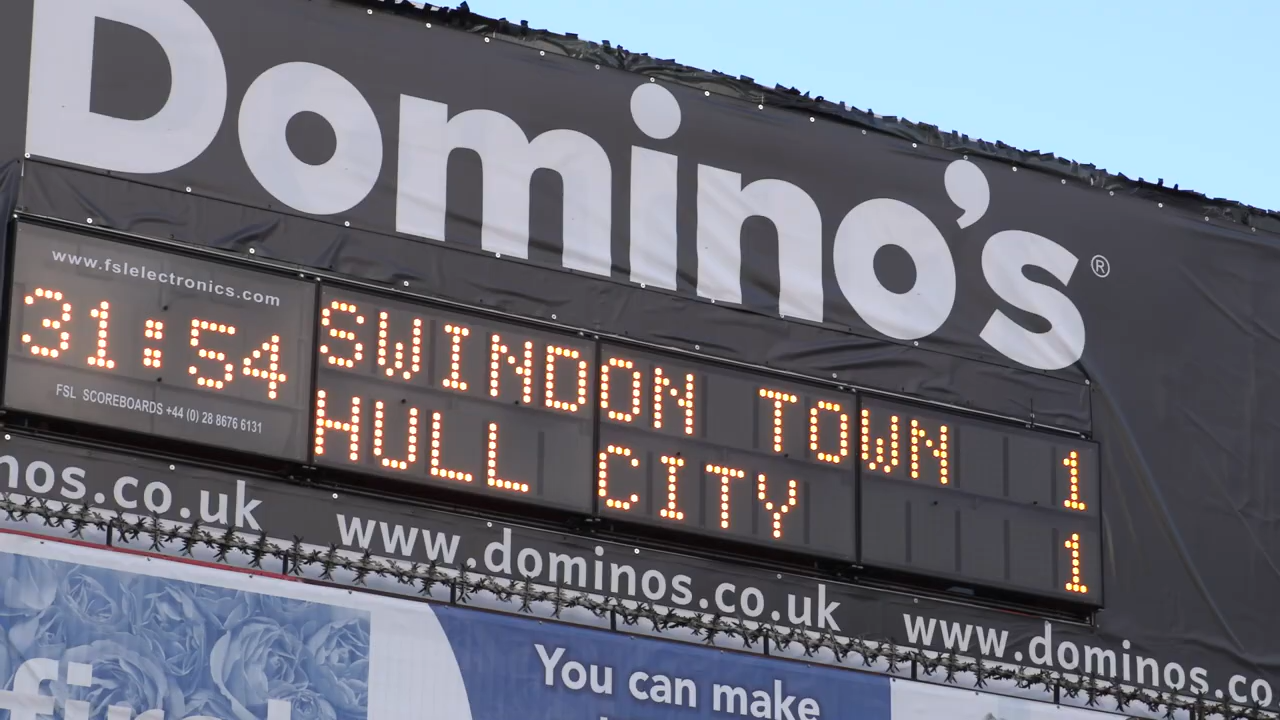 Domino's®
www.fslelectronics.com
31:54
FSL SCOREBOARDS +44 (0) 28 8676 6131
SWINDON TOWN 1
HULL CITY 1
nos.co.uk www.dominos.co.uk www.dominos.co
first
You can make